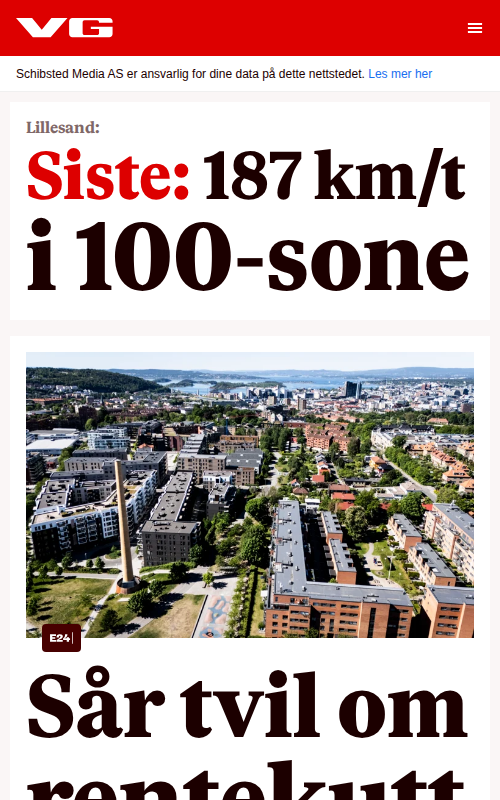 VG
Schibsted Media AS er ansvarlig for dine data på dette nettstedet. Les mer her
Lillesand:
Siste: 187 km/t
i 100-sone
E24
Sår tvil om
rentekutt